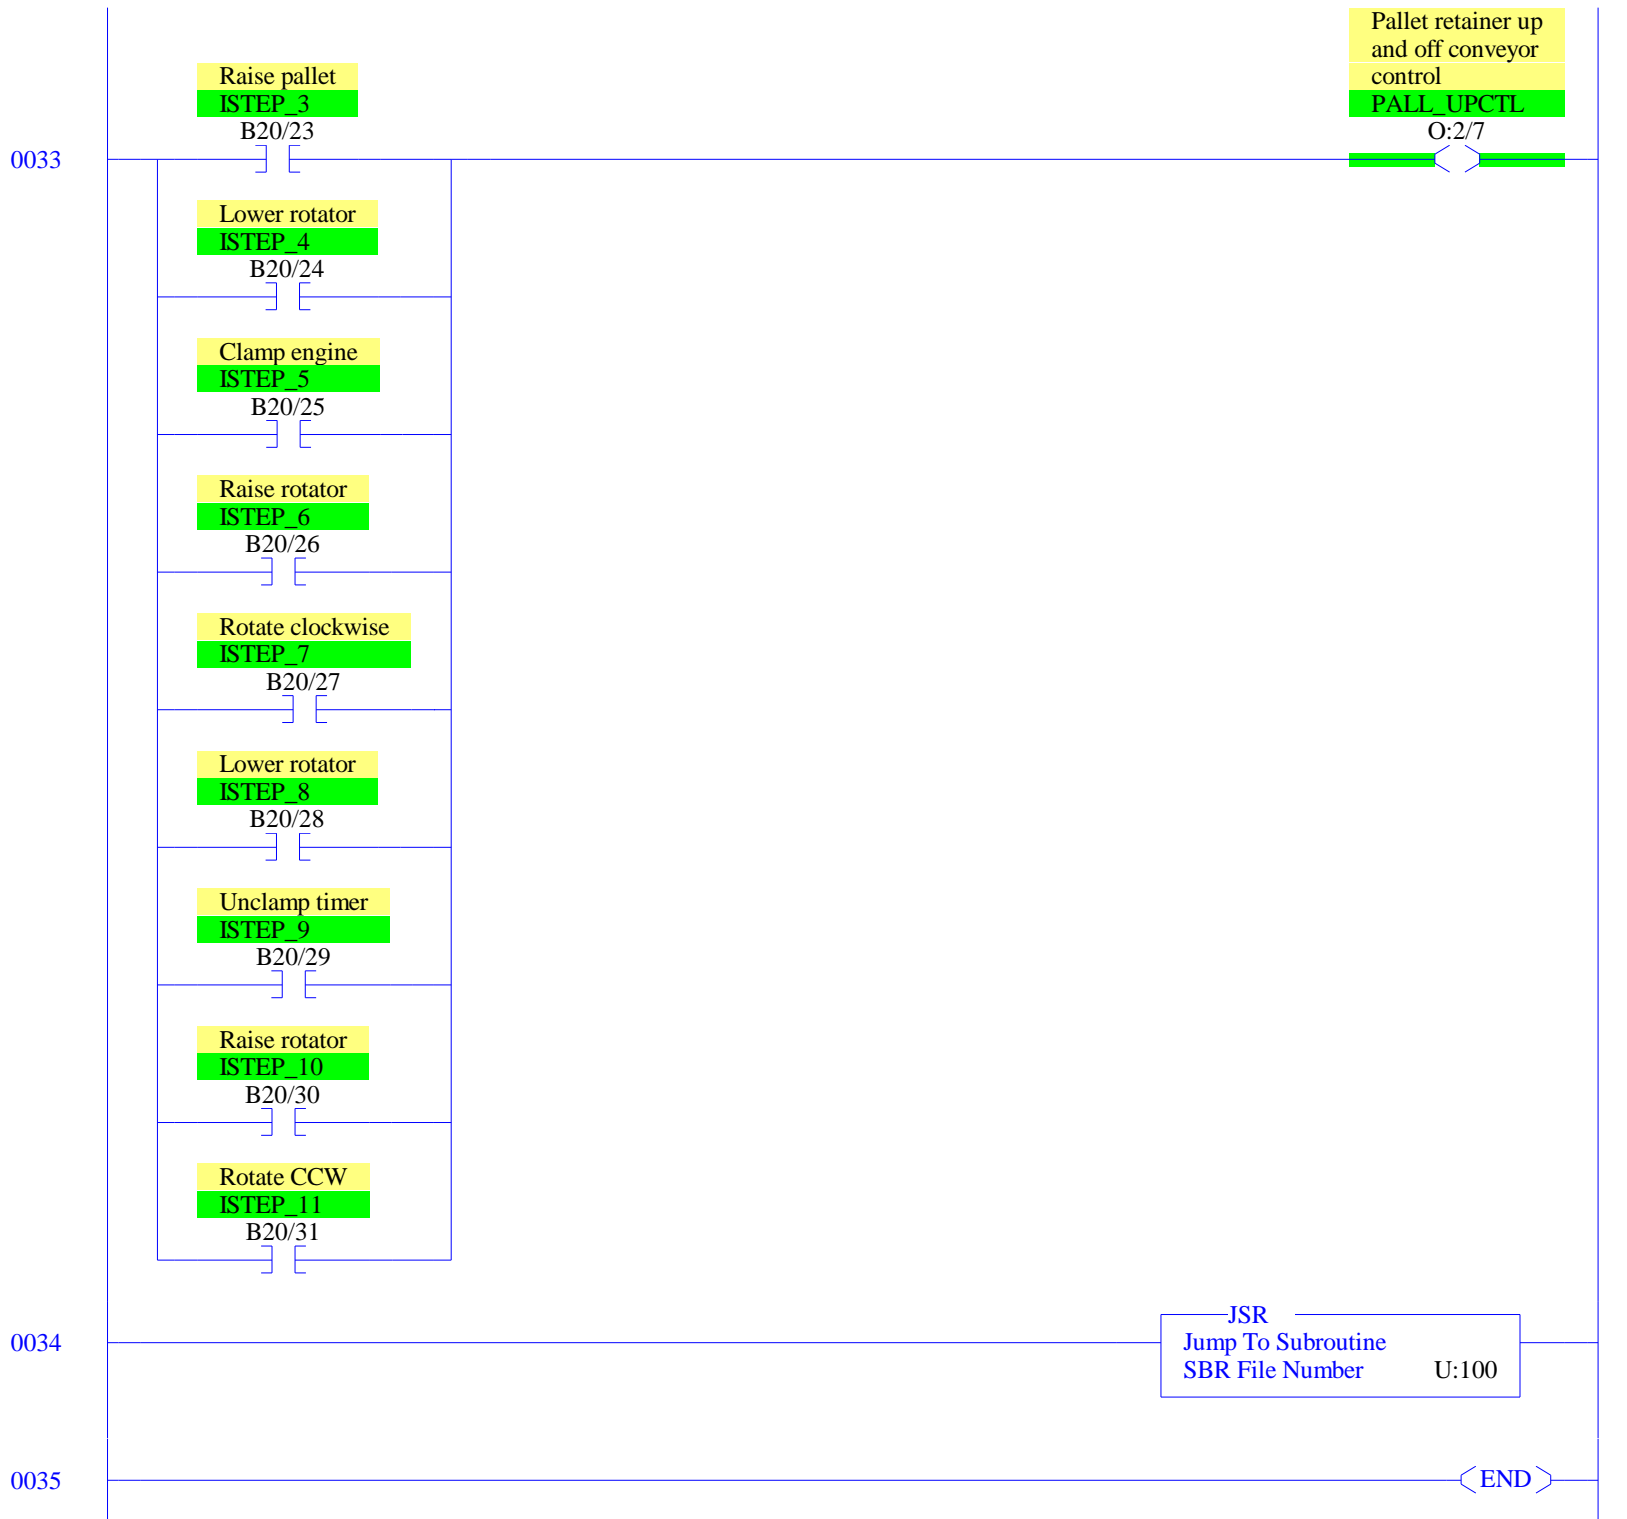 Pallet retainer up
and off conveyor
control
PALL_UPCTL
O:2/7
Raise pallet
ISTEP_3
B20/23
0033
Lower rotator
ISTEP_4
B20/24
Clamp engine
ISTEP_5
B20/25
Raise rotator
ISTEP_6
B20/26
Rotate clockwise
ISTEP_7
B20/27
Lower rotator
ISTEP_8
B20/28
Unclamp timer
ISTEP_9
B20/29
Raise rotator
ISTEP_10
B20/30
Rotate CCW
ISTEP_11
B20/31
JSR
0034
Jump To Subroutine
SBR File Number U:100
0035
END